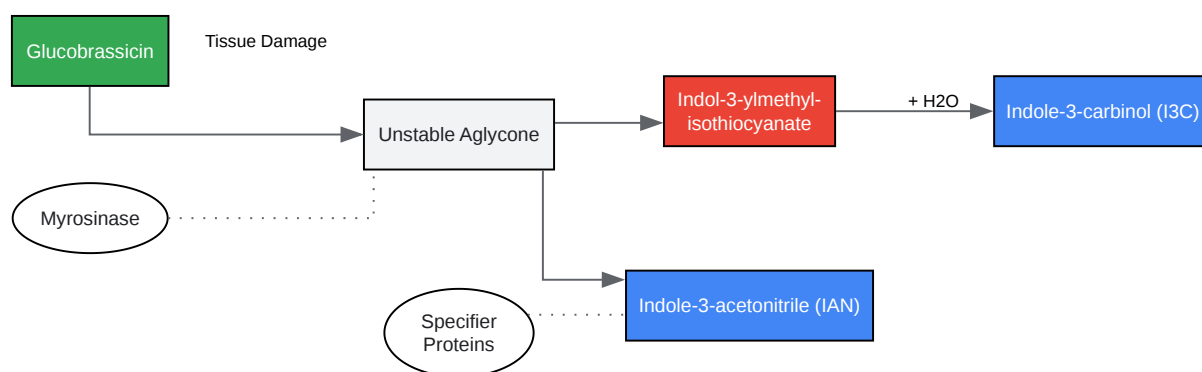 Glucobrassicin
Tissue Damage
Unstable Aglycone
Indol-3-ylmethyl-
isothiocyanate
+ H2O
Indole-3-carbinol (I3C)
Myrosinase
Specifier
Proteins
Indole-3-acetonitrile (IAN)